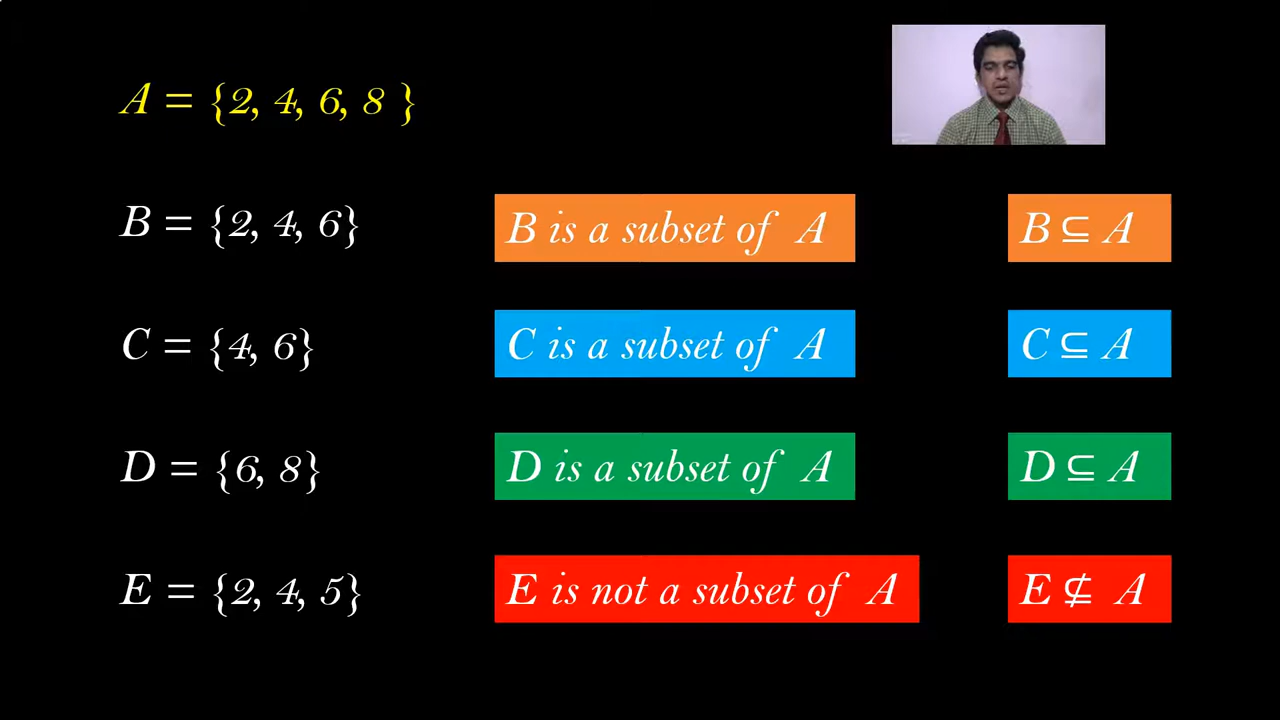 A = {2, 4, 6, 8 }
B = {2, 4, 6} B is a subset of A B ⊆ A
C = {4, 6} C is a subset of A C ⊆ A
D = {6, 8} D is a subset of A D ⊆ A
E = {2, 4, 5} E is not a subset of A E ⊈ A